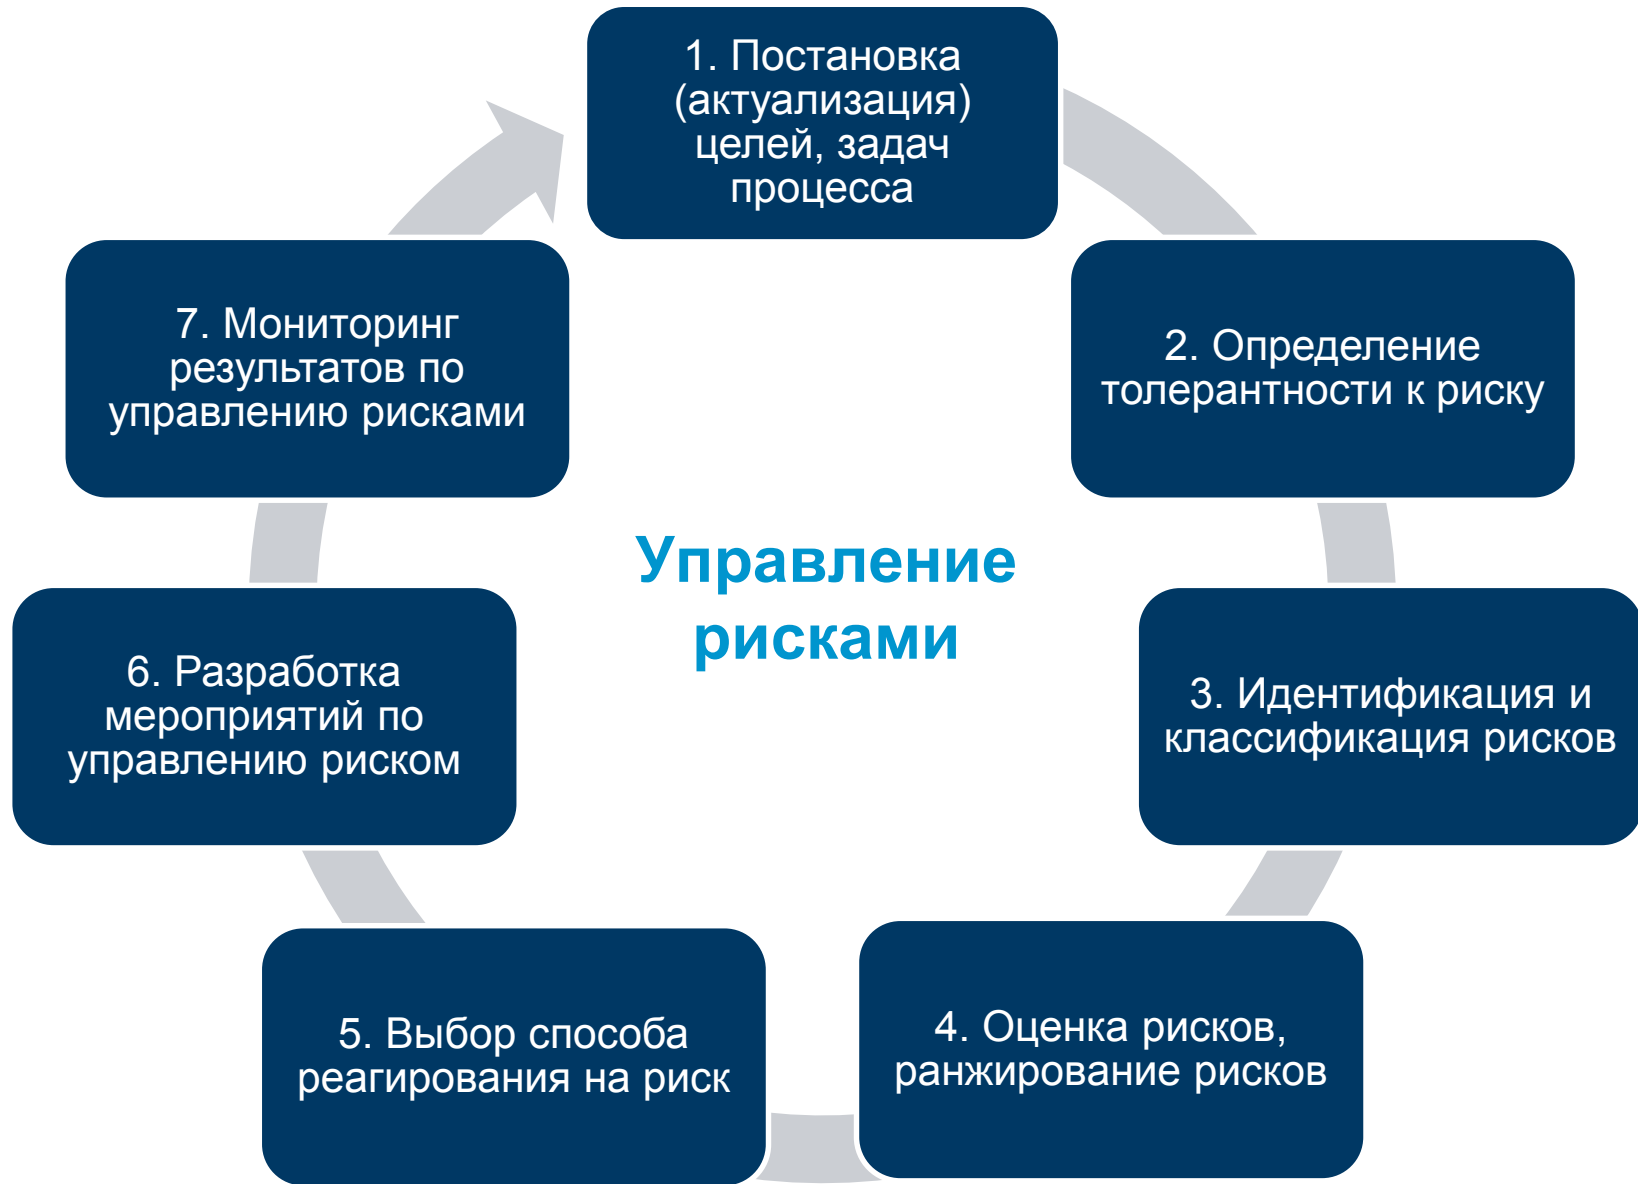 1. Постановка
(актуализация)
целей, задач
процесса
2. Определение
толерантности к риску
3. Идентификация и
классификация рисков
4. Оценка рисков,
ранжирование рисков
5. Выбор способа
реагирования на риск
6. Разработка
мероприятий по
управлению риском
7. Мониторинг
результатов по
управлению рисками
Управление
рисками